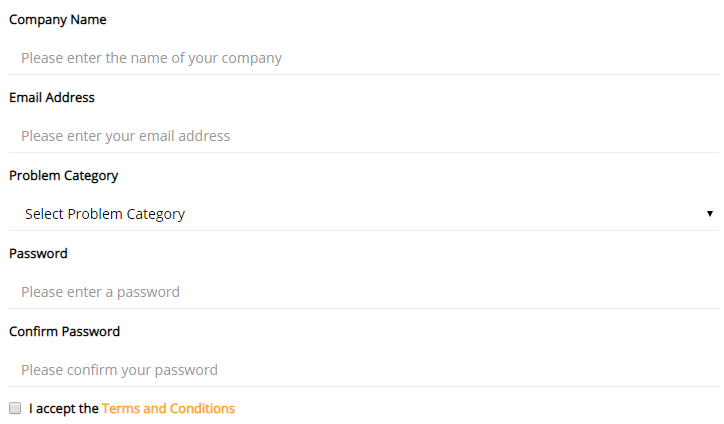 Company Name
Please enter the name of your company
Email Address
Please enter your email address
Problem Category
Select Problem Category
Password
Please enter a password
Confirm Password
Please confirm your password
I accept the Terms and Conditions